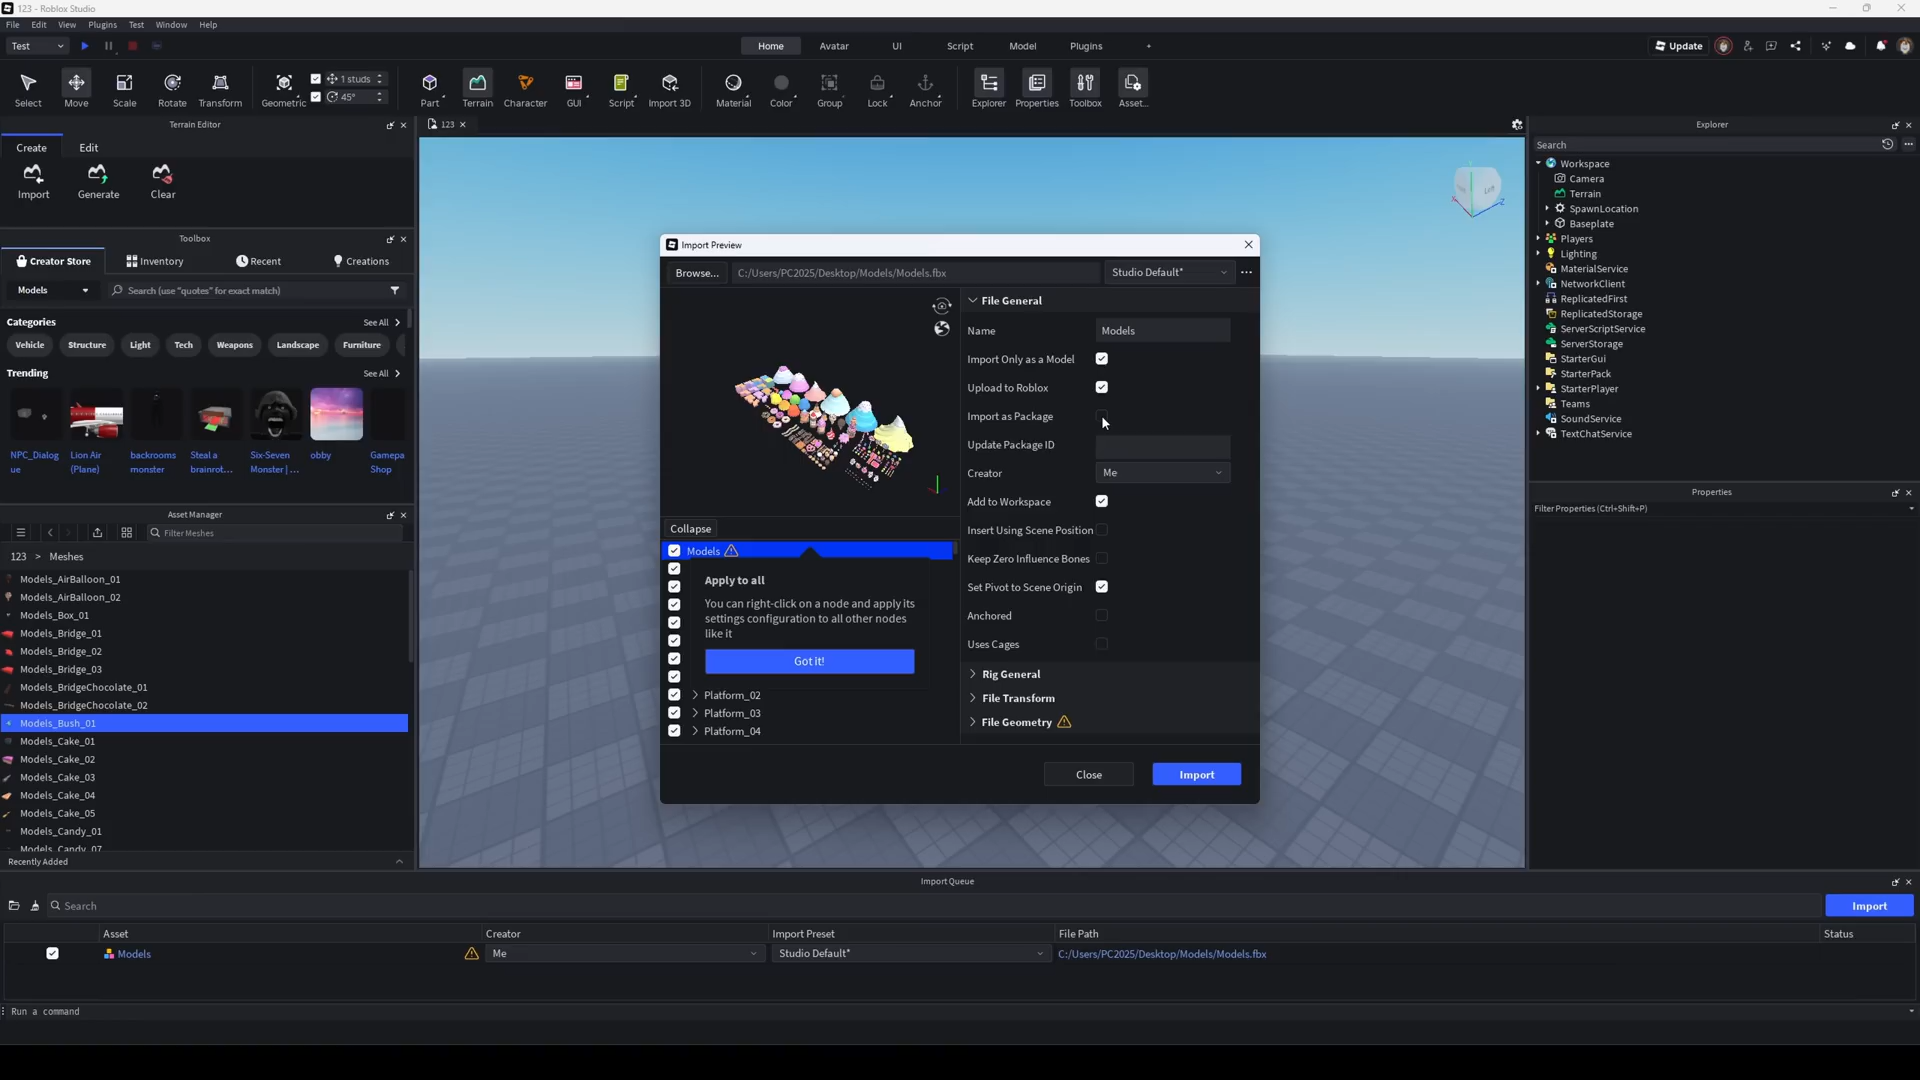 123 - Roblox Studio
File Edit View Plugins Test Window Help
Test
Home Avatar UI Script Model Plugins +
Update
Select Move Scale Rotate Transform Geometric
1 studs
45°
Part Terrain Character GUI Script Import 3D Material Color Group Lock Anchor Explorer Properties Toolbox Asset...
Terrain Editor
Create Edit
Import Generate Clear
Toolbox
Creator Store Inventory Recent Creations
Models Search (use "quotes" for exact match)
Categories See All
Vehicle Structure Light Tech Weapons Landscape Furniture
Trending See All
NPC_Dialog
ue
Lion Air
(Plane)
backrooms
monster
Steal a
brainrot...
Six-Seven
Monster | ...
obby
Gamepa
Shop
Asset Manager
Filter Meshes
123 > Meshes
Models_AirBalloon_01
Models_AirBalloon_02
Models_Box_01
Models_Bridge_01
Models_Bridge_02
Models_Bridge_03
Models_BridgeChocolate_01
Models_BridgeChocolate_02
Models_Bush_01
Models_Cake_01
Models_Cake_02
Models_Cake_03
Models_Cake_04
Models_Cake_05
Models_Candy_01
Models_Candy_07
Recently Added
123
Left
Import Preview
Browse... C:/Users/PC2025/Desktop/Models/Models.fbx Studio Default*
File General
Name Models
Import Only as a Model
Upload to Roblox
Import as Package
Update Package ID
Creator Me
Add to Workspace
Insert Using Scene Position
Keep Zero Influence Bones
Set Pivot to Scene Origin
Anchored
Uses Cages
Rig General
File Transform
File Geometry
Collapse
Models
Apply to all
You can right-click on a node and apply its
settings configuration to all other nodes
like it
Got it!
Platform_02
Platform_03
Platform_04
Close Import
Explorer
Search
Workspace
Camera
Terrain
SpawnLocation
Baseplate
Players
Lighting
MaterialService
NetworkClient
ReplicatedFirst
ReplicatedStorage
ServerScriptService
ServerStorage
StarterGui
StarterPack
StarterPlayer
Teams
SoundService
TextChatService
Properties
Filter Properties (Ctrl+Shift+P)
Import Queue
Search
Import
Asset Creator Import Preset File Path Status
Models Me Studio Default* C:/Users/PC2025/Desktop/Models/Models.fbx
Run a command